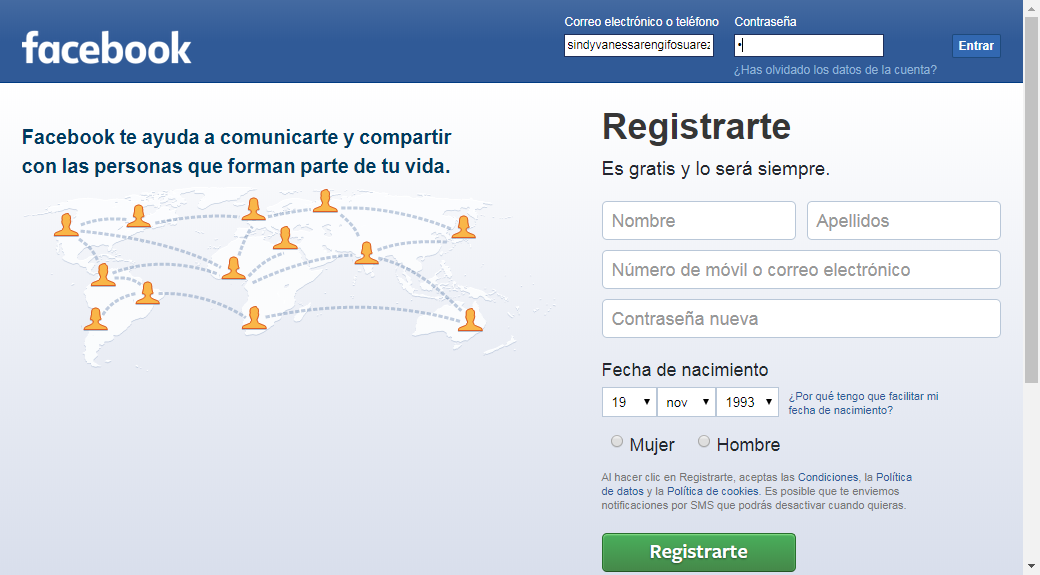 facebook
Correo electrónico o teléfono
Contraseña
sindyvanessarengifosuarez
•
Entrar
¿Has olvidado los datos de la cuenta?
Facebook te ayuda a comunicarte y compartir
con las personas que forman parte de tu vida.
Registrarte
Es gratis y lo será siempre.
Nombre
Apellidos
Número de móvil o correo electrónico
Contraseña nueva
Fecha de nacimiento
19 nov 1993
¿Por qué tengo que facilitar mi
fecha de nacimiento?
Mujer Hombre
Al hacer clic en Registrarte, aceptas las Condiciones, la Política
de datos y la Política de cookies. Es posible que te enviemos
notificaciones por SMS que podrás desactivar cuando quieras.
Registrarte